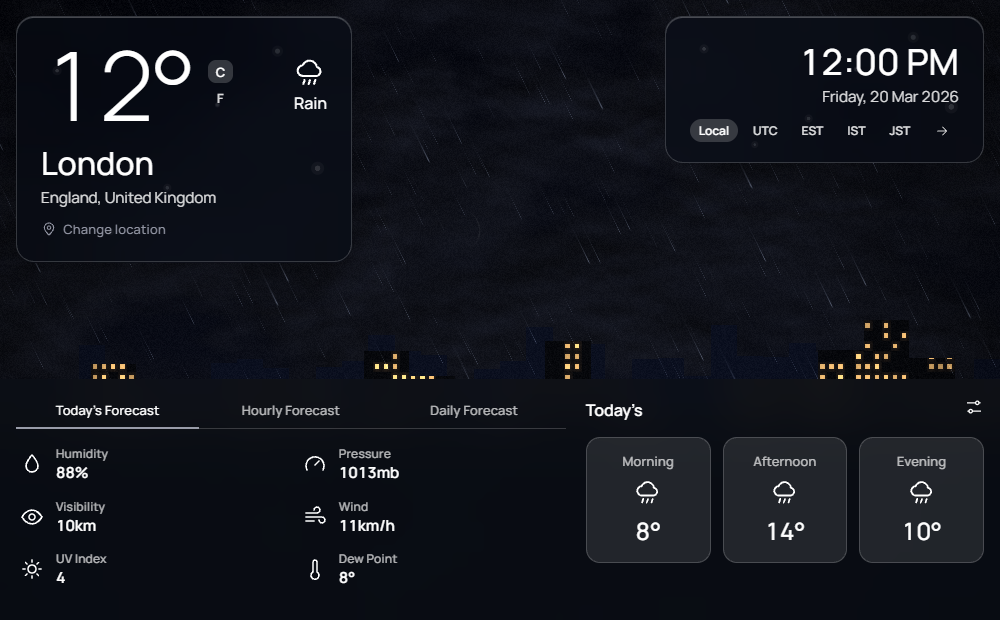 12°
C
F
Rain
London
England, United Kingdom
Change location
12:00 PM
Friday, 20 Mar 2026
Local UTC EST IST JST
Today's Forecast Hourly Forecast Daily Forecast
Humidity
88%
Pressure
1013mb
Visibility
10km
Wind
11km/h
UV Index
4
Dew Point
8°
Today's
Morning
8°
Afternoon
14°
Evening
10°